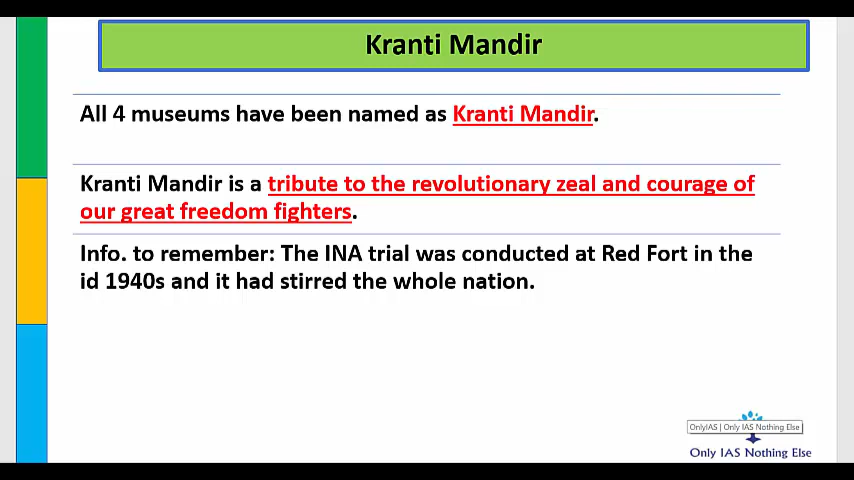 Kranti Mandir
All 4 museums have been named as Kranti Mandir.
Kranti Mandir is a tribute to the revolutionary zeal and courage of
our great freedom fighters.
Info. to remember: The INA trial was conducted at Red Fort in the
id 1940s and it had stirred the whole nation.
OnlyIAS | Only IAS Nothing Else
Only IAS Nothing Else